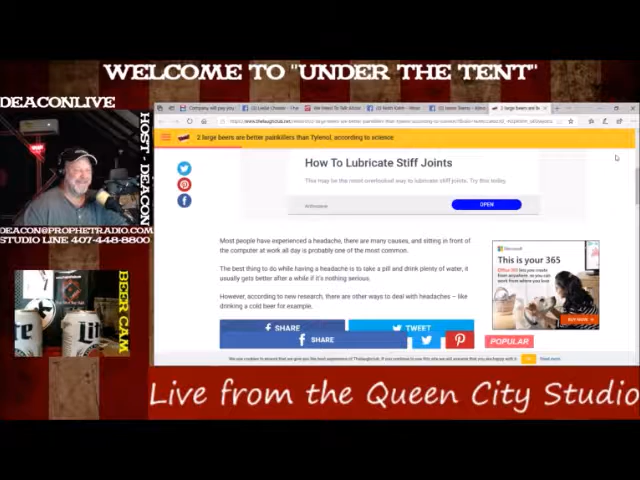 WELCOME TO "UNDER THE TENT"
DEACONLIVE
HOST - DEACON
DEACON@PROPHETRADIO.COM
STUDIO LINE 407-448-8800
BEER CAM
Lite
2 large beers are better painkillers than Tylenol, according to science
How To Lubricate Stiff Joints
This may be the most overlooked way to lubricate stiff joints. Try this today.
OPEN
Most people have experienced a headache, there are many causes, and sitting in front of
the computer at work all day is probably one of the most common.
The best thing to do while having a headache is to take a pill and drink plenty of water, it
usually gets better after a while if it's nothing serious.
However, according to new research, there are other ways to deal with headaches – like
drinking a cold beer for example.
SHARE
TWEET
SHARE
Microsoft
This is your 365
BUY NOW
POPULAR
Read more
Live from the Queen City Studio